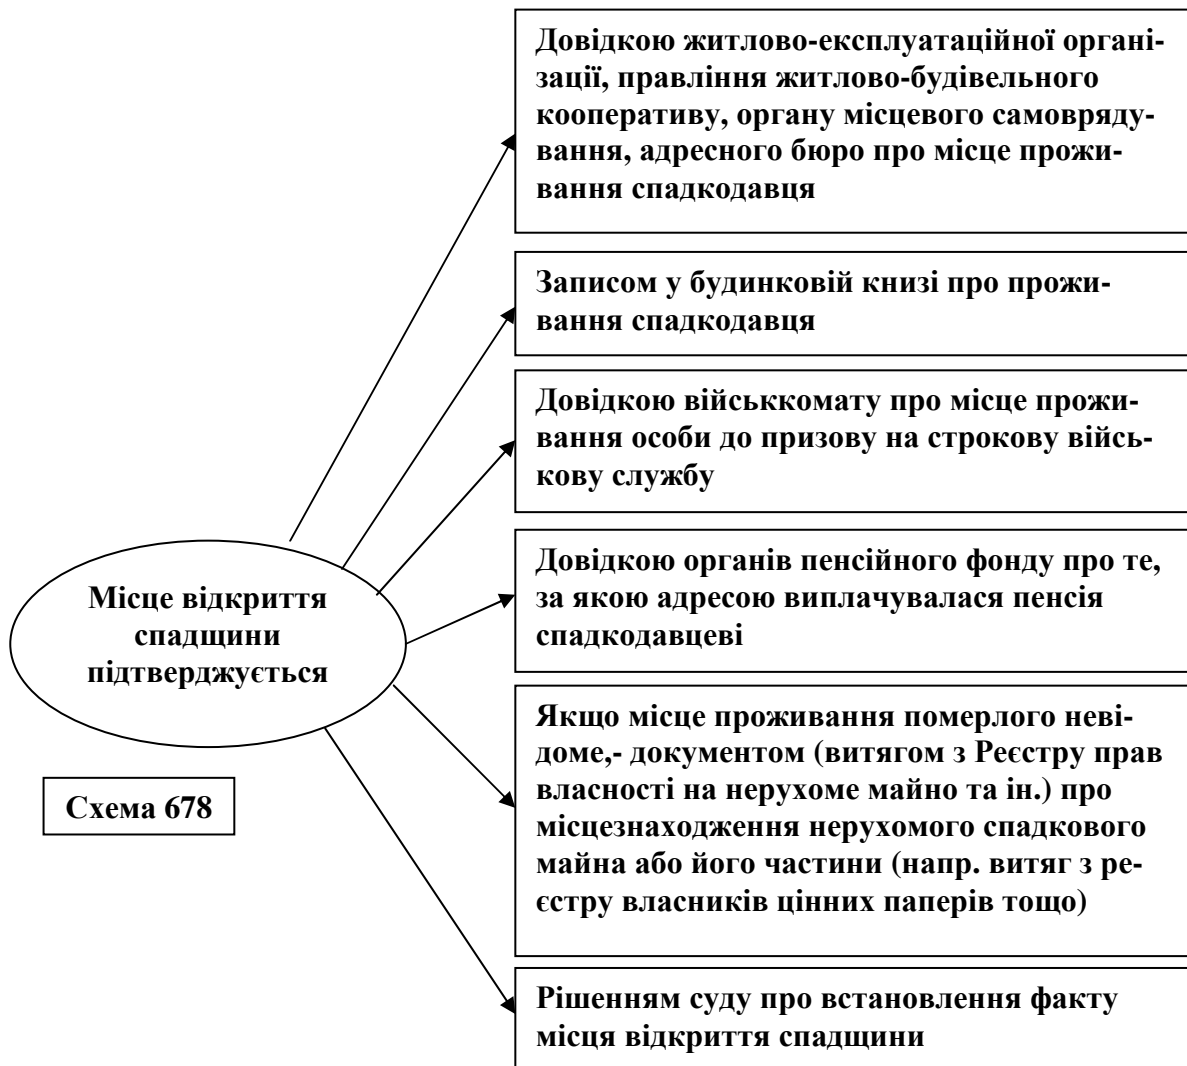 Довідкою житлово-експлуатаційної органі-
зації, правління житлово-будівельного
кооперативу, органу місцевого самовряду-
вання, адресного бюро про місце прожи-
вання спадкодавця
Записом у будинковій книзі про прожи-
вання спадкодавця
Довідкою військкомату про місце прожи-
вання особи до призову на строкову війсь-
кову службу
Довідкою органів пенсійного фонду про те,
за якою адресою виплачувалася пенсія
спадкодавцеві
Місце відкриття
спадщини
підтверджується
Якщо місце проживання померлого неві-
доме,- документом (витягом з Реєстру прав
власності на нерухоме майно та ін.) про
місцезнаходження нерухомого спадкового
майна або його частини (напр. витяг з ре-
єстру власників цінних паперів тощо)
Схема 678
Рішенням суду про встановлення факту
місця відкриття спадщини